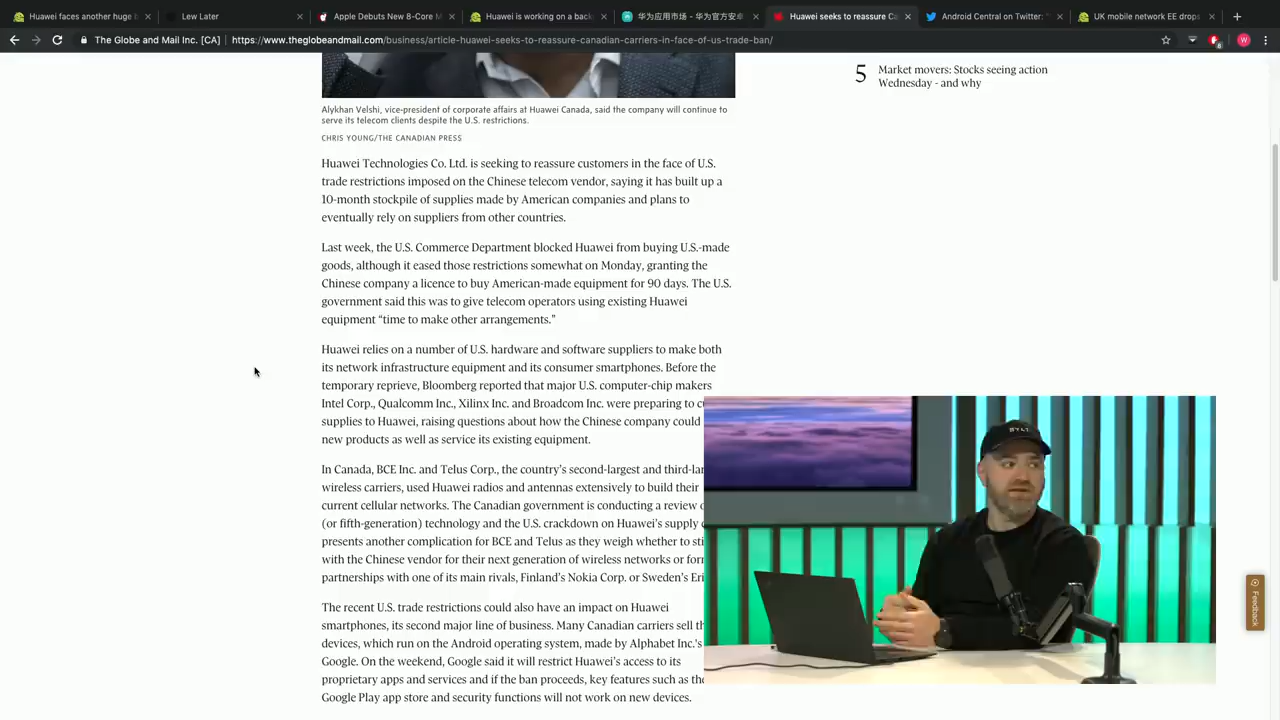 Huawei faces another huge b
Lew Later
Apple Debuts New 8-Core M
Huawei is working on a back
华为应用市场 - 华为官方安卓
Huawei seeks to reassure Ca
Android Central on Twitter: "
UK mobile network EE drops
The Globe and Mail Inc. [CA] | https://www.theglobeandmail.com/business/article-huawei-seeks-to-reassure-canadian-carriers-in-face-of-us-trade-ban/
W
5 Market movers: Stocks seeing action
Wednesday - and why
Alykhan Velshi, vice-president of corporate affairs at Huawei Canada, said the company will continue to
serve its telecom clients despite the U.S. restrictions.
CHRIS YOUNG/THE CANADIAN PRESS
Huawei Technologies Co. Ltd. is seeking to reassure customers in the face of U.S.
trade restrictions imposed on the Chinese telecom vendor, saying it has built up a
10-month stockpile of supplies made by American companies and plans to
eventually rely on suppliers from other countries.
Last week, the U.S. Commerce Department blocked Huawei from buying U.S.-made
goods, although it eased those restrictions somewhat on Monday, granting the
Chinese company a licence to buy American-made equipment for 90 days. The U.S.
government said this was to give telecom operators using existing Huawei
equipment “time to make other arrangements.”
Huawei relies on a number of U.S. hardware and software suppliers to make both
its network infrastructure equipment and its consumer smartphones. Before the
temporary reprieve, Bloomberg reported that major U.S. computer-chip makers
Intel Corp., Qualcomm Inc., Xilinx Inc. and Broadcom Inc. were preparing to c
supplies to Huawei, raising questions about how the Chinese company could
new products as well as service its existing equipment.
In Canada, BCE Inc. and Telus Corp., the country’s second-largest and third-lar
wireless carriers, used Huawei radios and antennas extensively to build their
current cellular networks. The Canadian government is conducting a review o
(or fifth-generation) technology and the U.S. crackdown on Huawei’s supply c
presents another complication for BCE and Telus as they weigh whether to sti
with the Chinese vendor for their next generation of wireless networks or for
partnerships with one of its main rivals, Finland’s Nokia Corp. or Sweden’s Eri
The recent U.S. trade restrictions could also have an impact on Huawei
smartphones, its second major line of business. Many Canadian carriers sell th
devices, which run on the Android operating system, made by Alphabet Inc.'s
Google. On the weekend, Google said it will restrict Huawei’s access to its
proprietary apps and services and if the ban proceeds, key features such as the
Google Play app store and security functions will not work on new devices.
BYLT
Feedback